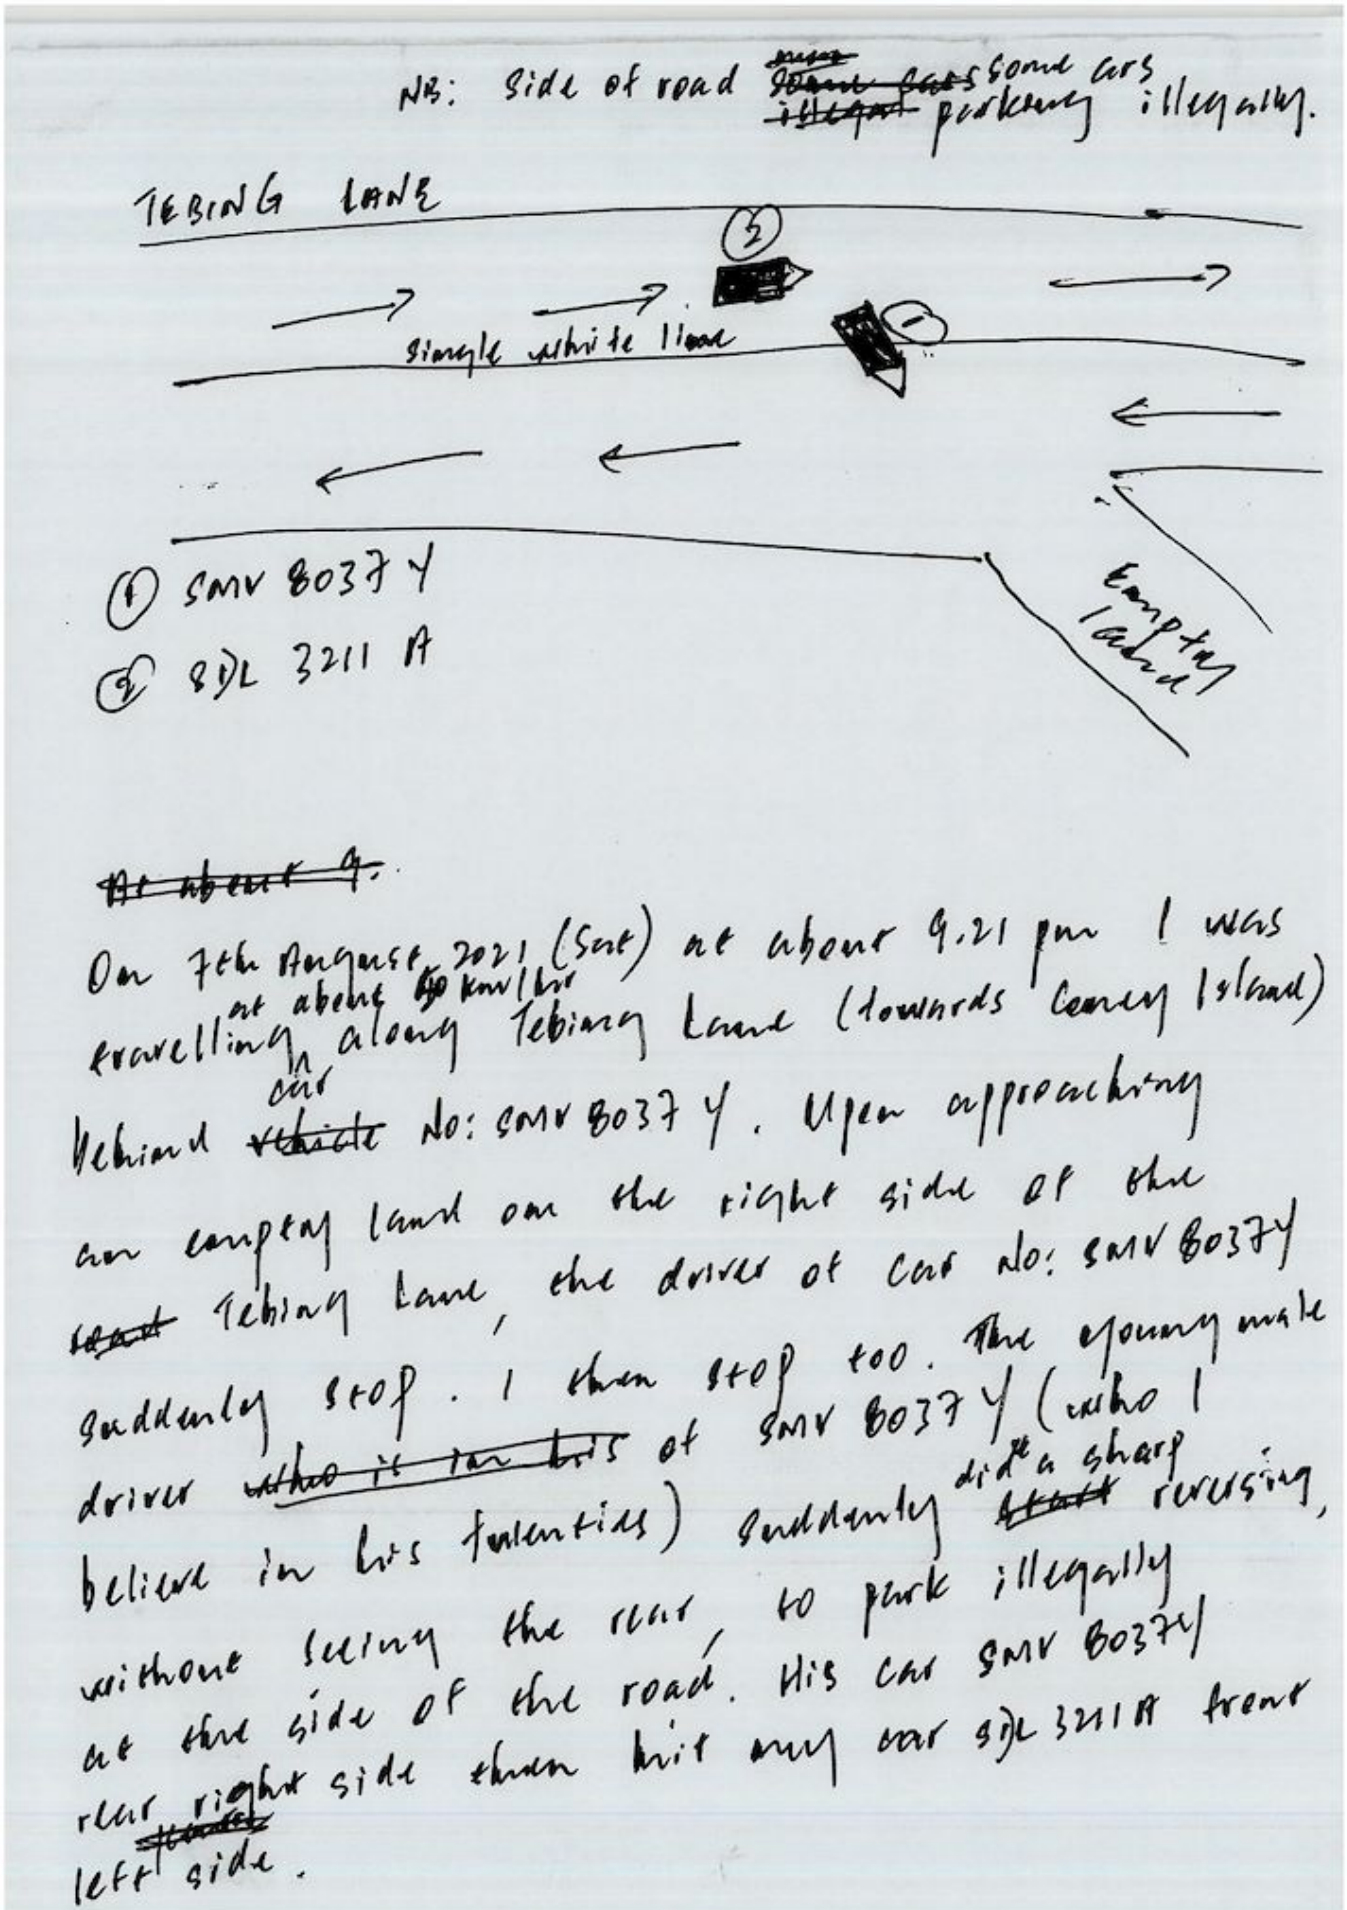 NB: Side of road some cars some cars
illegal parking illegally.
TEBING LANE
2
1
single white line
Empty
land
1 SMV 8037 Y
2 SDL 3211 A
At about 9.
On 7th August 2021 (Sat) at about 9.21 pm I was
at about km/hr
travelling along Tebing Lane (towards Coney Island)
car
behind vehicle No: SMV 8037 Y. Upon approaching
an empty land on the right side of the
road Tebing Lane, the driver of car No: SMV 8037Y
suddenly stop. I then stop too. The young male
driver who is in his of SMV 8037 Y (who I
did a sharp
believe in his twenties) suddenly start reversing,
without seeing the rear, to park illegally
at the side of the road. His car SMV 8037Y
rear right side then hit my car SDL 3211A front
left side.